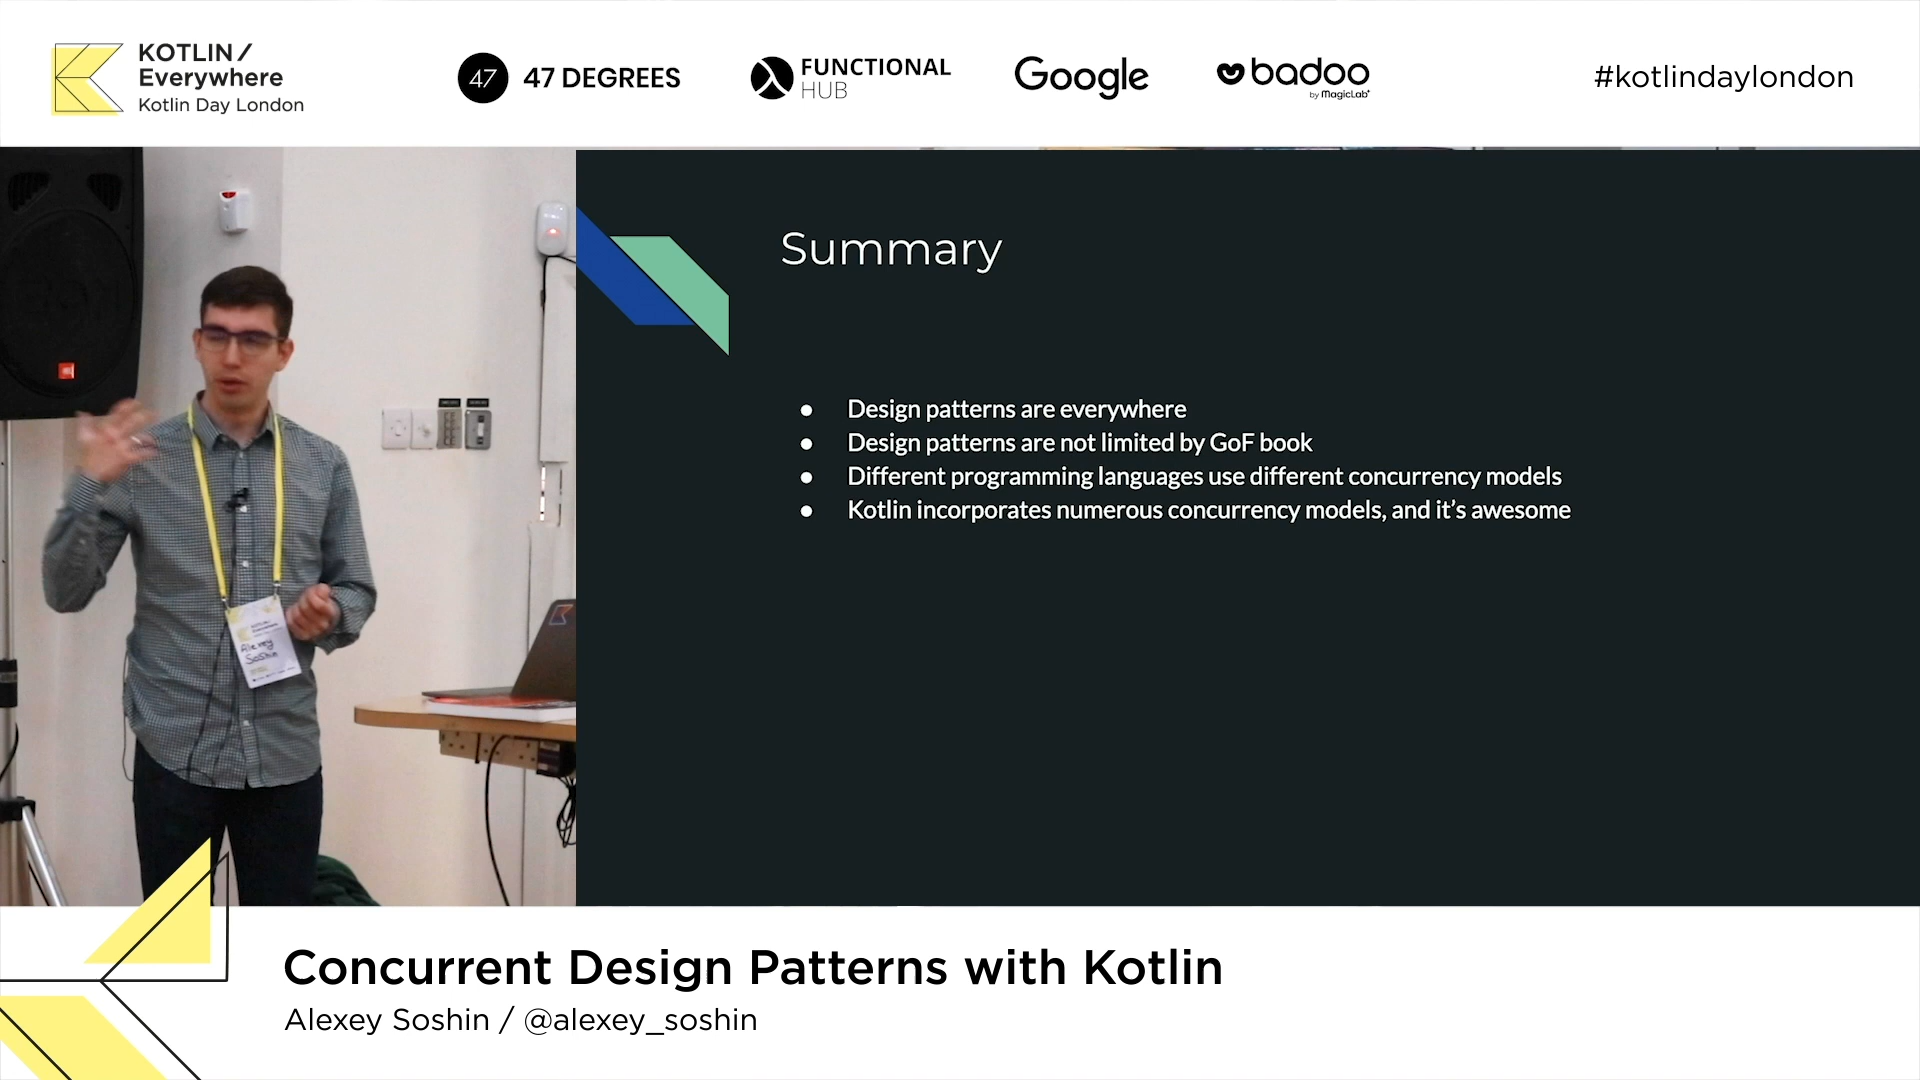 KOTLIN /
Everywhere
Kotlin Day London
47
47 DEGREES
FUNCTIONAL
HUB
Google
badoo
by MagicLab
#kotlindaylondon
Summary
● Design patterns are everywhere
● Design patterns are not limited by GoF book
● Different programming languages use different concurrency models
● Kotlin incorporates numerous concurrency models, and it’s awesome
Alexey
Soshin
Concurrent Design Patterns with Kotlin
Alexey Soshin / @alexey_soshin